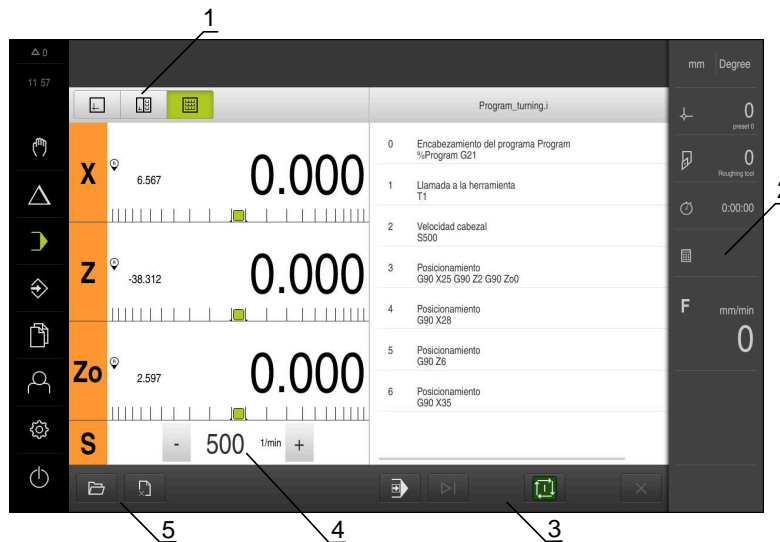 1
0
11 57
mm Degree
Program_turning.i
X
R
6.567
0.000
Z
R
-38.312
0.000
Zo
R
2.597
0.000
S
- 500 1/min +
0 Encabezamiento del programa Program
%Program G21
1 Llamada a la herramienta
T1
2 Velocidad cabezal
S500
3 Posicionamiento
G90 X25 G90 Z2 G90 Zo0
4 Posicionamiento
G90 X28
5 Posicionamiento
G90 Z6
6 Posicionamiento
G90 X35
0
preset 0
0
Roughing tool
0:00:00
2
F mm/min
0
5
4
3